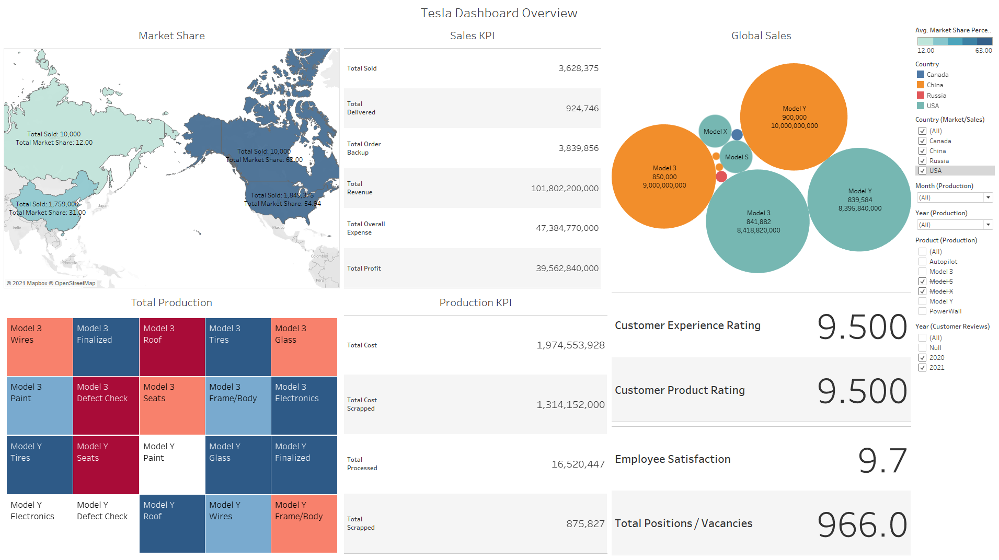 Tesla Dashboard Overview
Market Share
Total Sold: 10,000
Total Market Share: 12.00
Total Sold: 10,000
Total Market Share: 63.00
Total Sold: 1,849,375
Total Market Share: 54.94
Total Sold: 1,759,000
Total Market Share: 31.00
Japan
India
Mexico
Indonesia
Colombia
Peru
© 2021 Mapbox © OpenStreetMap
Sales KPI
Total Sold
3,628,375
Total
Delivered
924,746
Total Order
Backup
3,839,856
Total
Revenue
101,802,200,000
Total Overall
Expense
47,384,770,000
Total Profit
39,562,840,000
Global Sales
Model Y
900,000
10,000,000,000
Model X
Model S
Model 3
850,000
9,000,000,000
Model Y
839,584
8,395,840,000
Model 3
841,882
8,418,820,000
Avg. Market Share Perce..
12.00
63.00
Country
Canada
China
Russia
USA
Country (Market/Sales)
(All)
Canada
China
Russia
USA
Month (Production)
(All)
Year (Production)
(All)
Product (Production)
(All)
Autopilot
Model 3
Model S
Model X
Model Y
PowerWall
Year (Customer Reviews)
(All)
Null
2020
2021
Total Production
Model 3
Wires
Model 3
Finalized
Model 3
Roof
Model 3
Tires
Model 3
Glass
Model 3
Paint
Model 3
Defect Check
Model 3
Seats
Model 3
Frame/Body
Model 3
Electronics
Model Y
Tires
Model Y
Seats
Model Y
Paint
Model Y
Glass
Model Y
Finalized
Model Y
Electronics
Model Y
Defect Check
Model Y
Roof
Model Y
Wires
Model Y
Frame/Body
Production KPI
Total Cost
1,974,553,928
Total Cost
Scrapped
1,314,152,000
Total
Processed
16,520,447
Total
Scrapped
875,827
Customer Experience Rating
9.500
Customer Product Rating
9.500
Employee Satisfaction
9.7
Total Positions / Vacancies
966.0